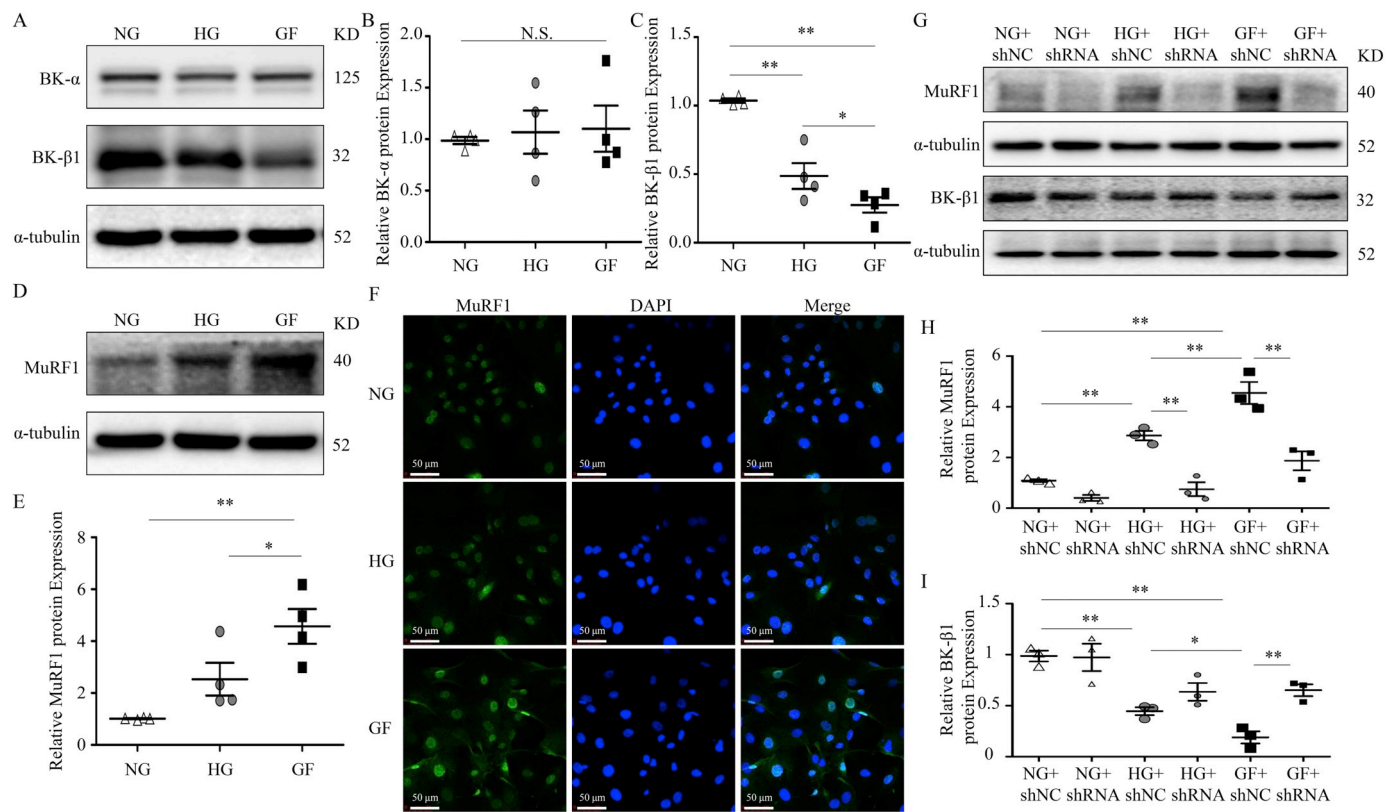 A
NG HG GF KD
BK-α 125
BK-β1 32
α-tubulin 52
B
Relative BK-α protein Expression
N.S.
2.0
1.5
1.0
0.5
0.0
NG HG GF
C
Relative BK-β1 protein Expression
**
**
*
1.5
1.0
0.5
0.0
NG HG GF
D
NG HG GF KD
MuRF1 40
α-tubulin 52
E
Relative MuRF1 protein Expression
**
*
8
6
4
2
0
NG HG GF
F
MuRF1 DAPI Merge
NG
50 μm 50 μm 50 μm
HG
50 μm 50 μm 50 μm
GF
50 μm 50 μm 50 μm
G
NG+ NG+ HG+ HG+ GF+ GF+
shNC shRNA shNC shRNA shNC shRNA KD
MuRF1 40
α-tubulin 52
BK-β1 32
α-tubulin 52
H
Relative MuRF1
protein Expression
**
** **
** **
6
4
2
0
NG+ NG+ HG+ HG+ GF+ GF+
shNC shRNA shNC shRNA shNC shRNA
I
Relative BK-β1
protein Expression
**
** *
**
1.5
1
0.5
0
NG+ NG+ HG+ HG+ GF+ GF+
shNC shRNA shNC shRNA shNC shRNA